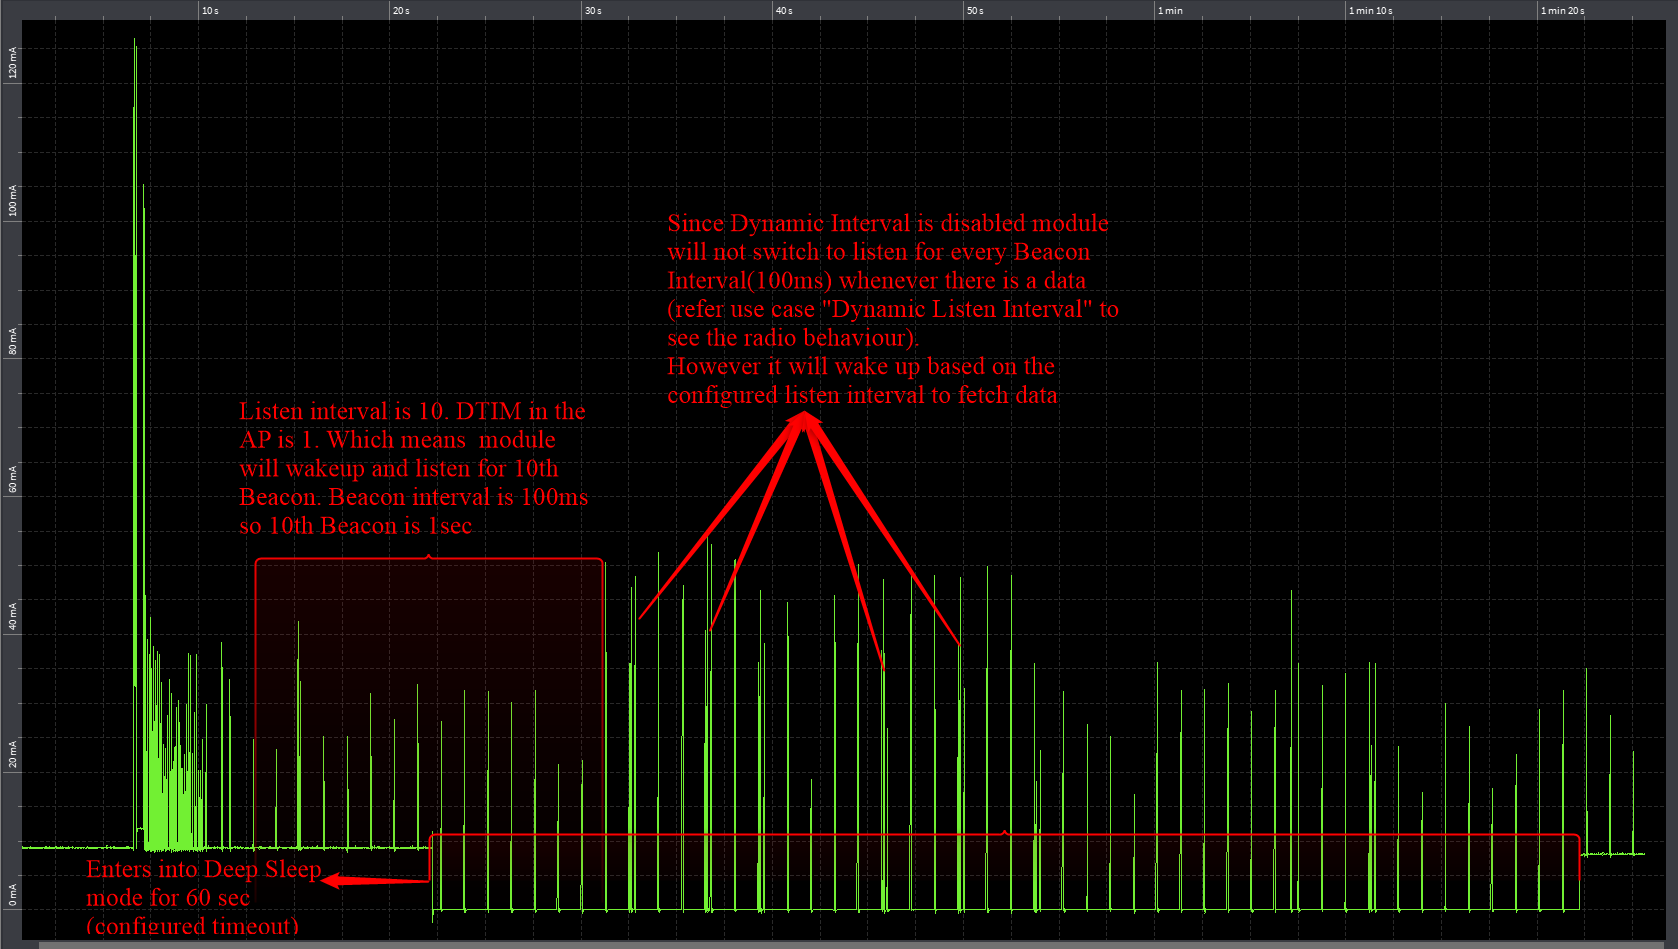 10 s
20 s
30 s
40 s
50 s
1 min
1 min 10 s
1 min 20 s
120 mA
100 mA
80 mA
60 mA
40 mA
20 mA
0 mA
Since Dynamic Interval is disabled module
will not switch to listen for every Beacon
Interval(100ms) whenever there is a data
(refer use case "Dynamic Listen Interval" to
see the radio behaviour).
However it will wake up based on the
configured listen interval to fetch data
Listen interval is 10. DTIM in the
AP is 1. Which means  module
will wakeup and listen for 10th
Beacon. Beacon interval is 100ms
so 10th Beacon is 1sec
Enters into Deep Sleep
mode for 60 sec
(configured timeout)